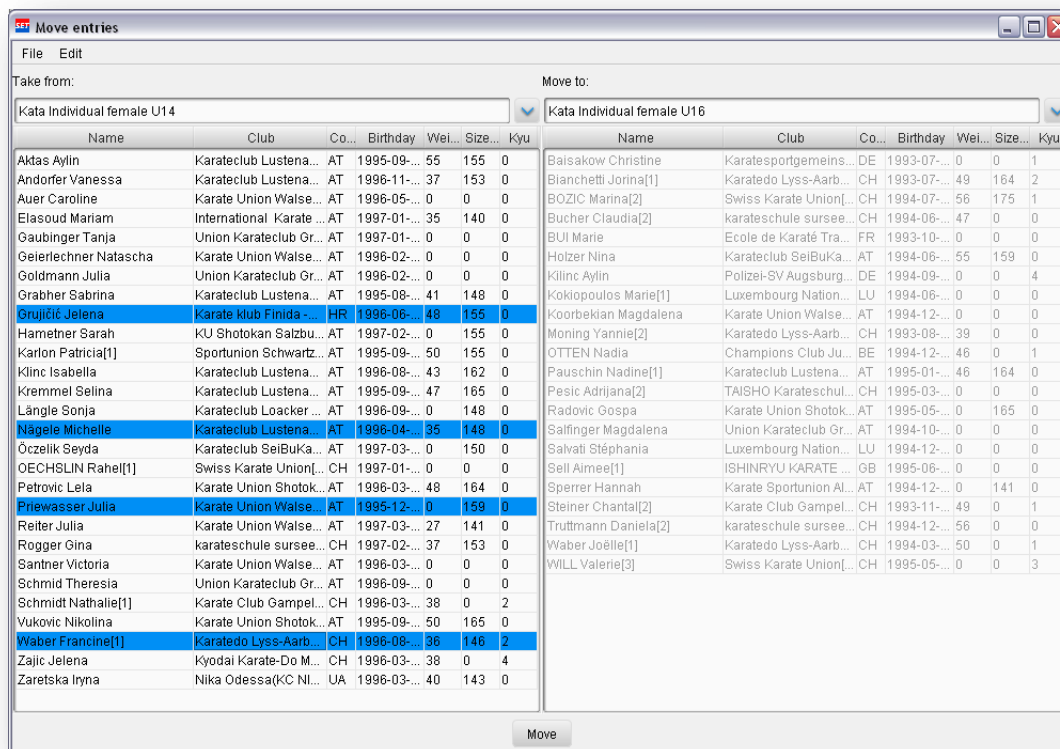 SET Move entries
File Edit
Take from: Move to:
Kata Individual female U14 Kata Individual female U16
Name Club Co... Birthday Wei... Size... Kyu Name Club Co... Birthday Wei... Size... Kyu
Aktas Aylin Karateclub Lustena... AT 1995-09-... 55 155 0 Baisakow Christine Karatesportgemeins... DE 1993-07-... 0 0 1
Andorfer Vanessa Karateclub Lustena... AT 1996-11-... 37 153 0 Bianchetti Jorina[1] Karatedo Lyss-Aarb... CH 1993-07-... 49 164 2
Auer Caroline Karate Union Walse... AT 1996-05-... 0 0 0 BOZIC Marina[2] Swiss Karate Union[... CH 1994-07-... 56 175 1
Elasoud Mariam International Karate ... AT 1997-01-... 35 140 0 Bucher Claudia[2] karateschule sursee... CH 1994-06-... 47 0 0
Gaubinger Tanja Union Karateclub Gr... AT 1997-01-... 0 0 0 BUI Marie Ecole de Karaté Tra... FR 1993-10-... 0 0 0
Geierlechner Natascha Karate Union Walse... AT 1996-02-... 0 0 0 Holzer Nina Karateclub SeiBuKa... AT 1994-06-... 55 159 0
Goldmann Julia Union Karateclub Gr... AT 1996-02-... 0 0 0 Kilinc Aylin Polizei-SV Augsburg... DE 1994-09-... 0 0 4
Grabher Sabrina Karateclub Lustena... AT 1995-08-... 41 148 0 Kokiopoulos Marie[1] Luxembourg Nation... LU 1994-06-... 0 0 0
Grujičić Jelena Karate klub Finida -... HR 1996-06-... 48 155 0 Koorbekian Magdalena Karate Union Walse... AT 1994-12-... 0 0 0
Hametner Sarah KU Shotokan Salzbu... AT 1997-02-... 0 155 0 Moning Yannie[2] Karatedo Lyss-Aarb... CH 1993-08-... 39 0 0
Karlon Patricia[1] Sportunion Schwartz... AT 1995-09-... 50 155 0 OTTEN Nadia Champions Club Ju... BE 1994-12-... 46 0 1
Klinc Isabella Karateclub Lustena... AT 1996-08-... 43 162 0 Pauschin Nadine[1] Karateclub Lustena... AT 1995-01-... 46 164 0
Kremmel Selina Karateclub Lustena... AT 1995-09-... 47 165 0 Pesic Adrijana[2] TAISHO Karateschul... CH 1995-03-... 0 0 0
Längle Sonja Karateclub Loacker ... AT 1996-09-... 0 148 0 Radovic Gospa Karate Union Shotok... AT 1995-05-... 0 165 0
Nägele Michelle Karateclub Lustena... AT 1996-04-... 35 148 0 Salfinger Magdalena Union Karateclub Gr... AT 1994-10-... 0 0 0
Öczelik Seyda Karateclub SeiBuKa... AT 1997-03-... 0 150 0 Salvati Stéphania Luxembourg Nation... LU 1994-12-... 0 0 0
OECHSLIN Rahel[1] Swiss Karate Union[... CH 1997-01-... 0 0 0 Sell Aimee[1] ISHINRYU KARATE ... GB 1995-06-... 0 0 0
Petrovic Lela Karate Union Shotok... AT 1996-03-... 48 164 0 Sperrer Hannah Karate Sportunion Al... AT 1994-12-... 0 141 0
Priewasser Julia Karate Union Walse... AT 1995-12-... 0 159 0 Steiner Chantal[2] Karate Club Gampel... CH 1993-11-... 49 0 1
Reiter Julia Karate Union Walse... AT 1997-03-... 27 141 0 Truttmann Daniela[2] karateschule sursee... CH 1994-12-... 56 0 0
Rogger Gina karateschule sursee... CH 1997-02-... 37 153 0 Waber Joëlle[1] Karatedo Lyss-Aarb... CH 1994-03-... 50 0 1
Santner Victoria Karate Union Walse... AT 1996-03-... 0 0 0 WILL Valerie[3] Swiss Karate Union[... CH 1995-05-... 0 0 3
Schmid Theresia Union Karateclub Gr... AT 1996-09-... 0 0 0
Schmidt Nathalie[1] Karate Club Gampel... CH 1996-03-... 38 0 2
Vukovic Nikolina Karate Union Shotok... AT 1995-09-... 50 165 0
Waber Francine[1] Karatedo Lyss-Aarb... CH 1996-08-... 36 146 2
Zajic Jelena Kyodai Karate-Do M... CH 1996-03-... 38 0 4
Zaretska Iryna Nika Odessa(KC NI... UA 1996-03-... 40 143 0
Move